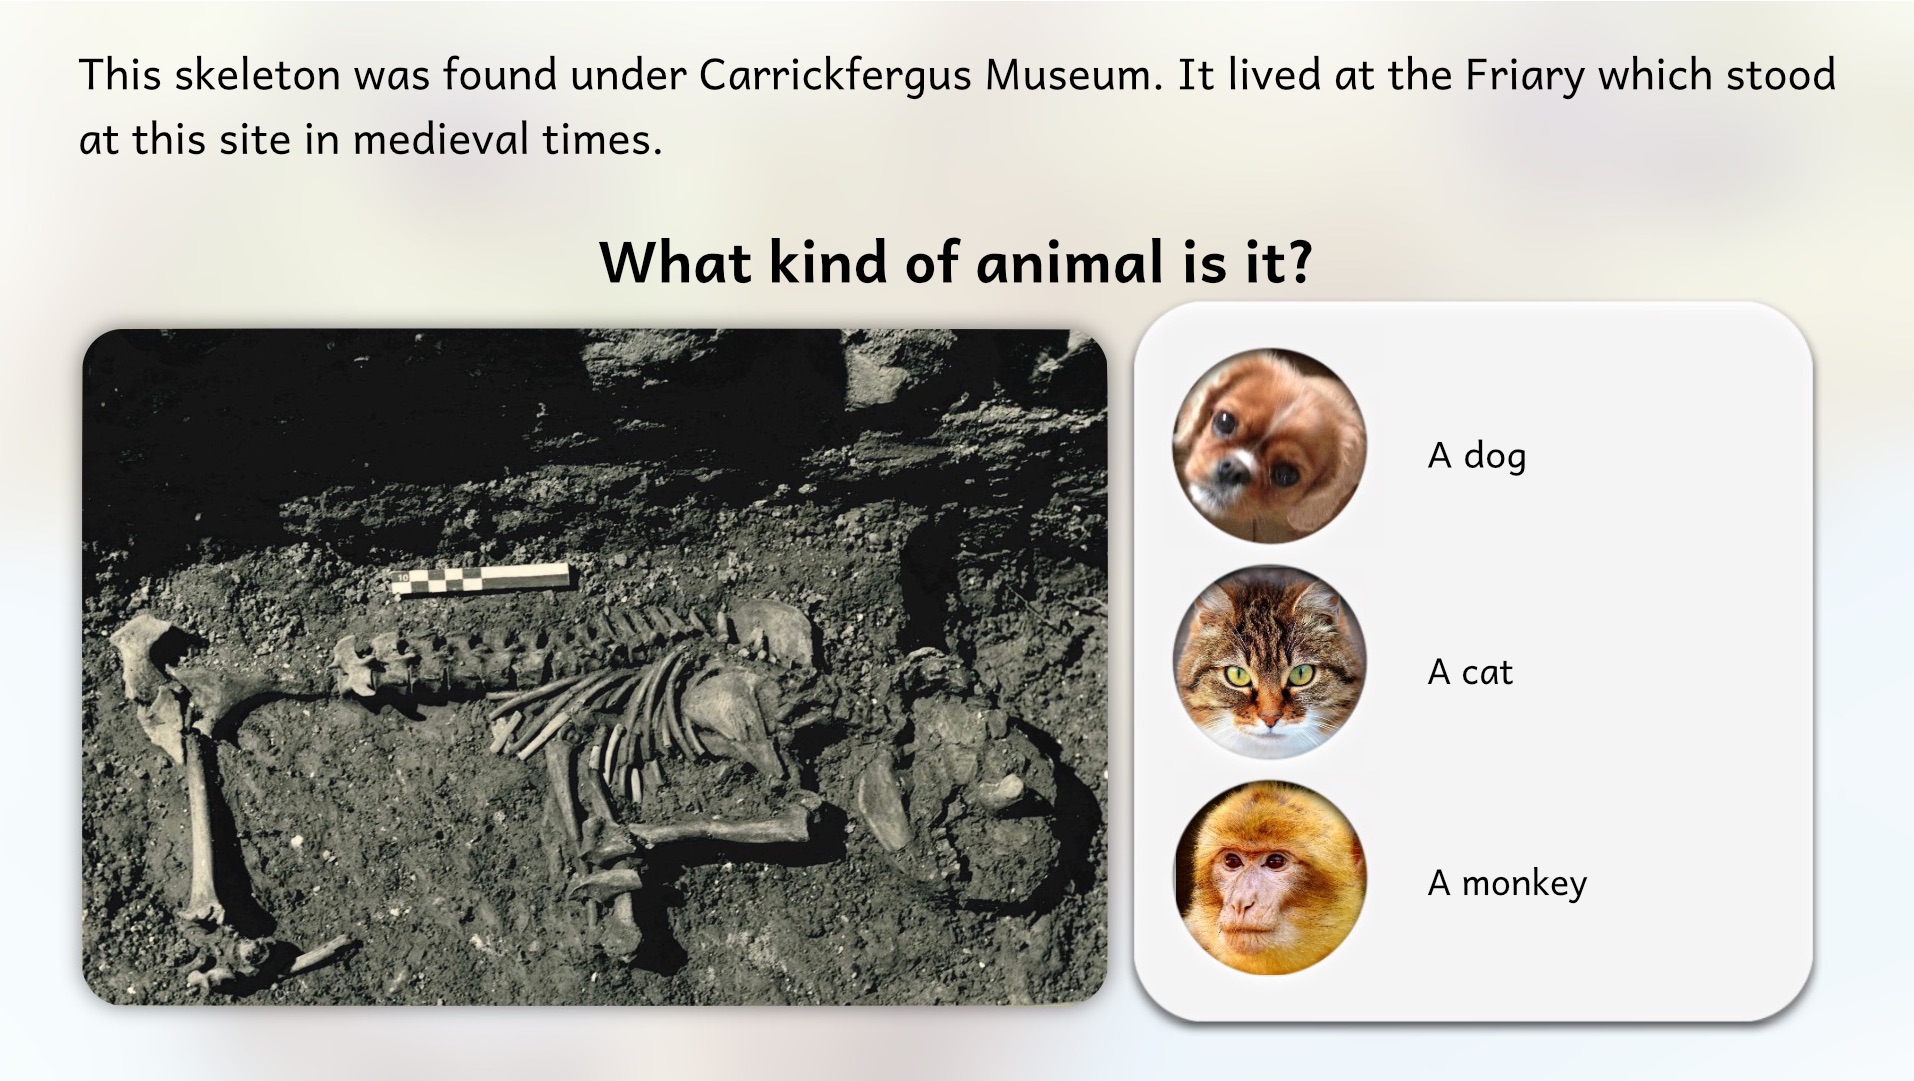 This skeleton was found under Carrickfergus Museum. It lived at the Friary which stood
at this site in medieval times.
What kind of animal is it?
10
A dog
A cat
A monkey